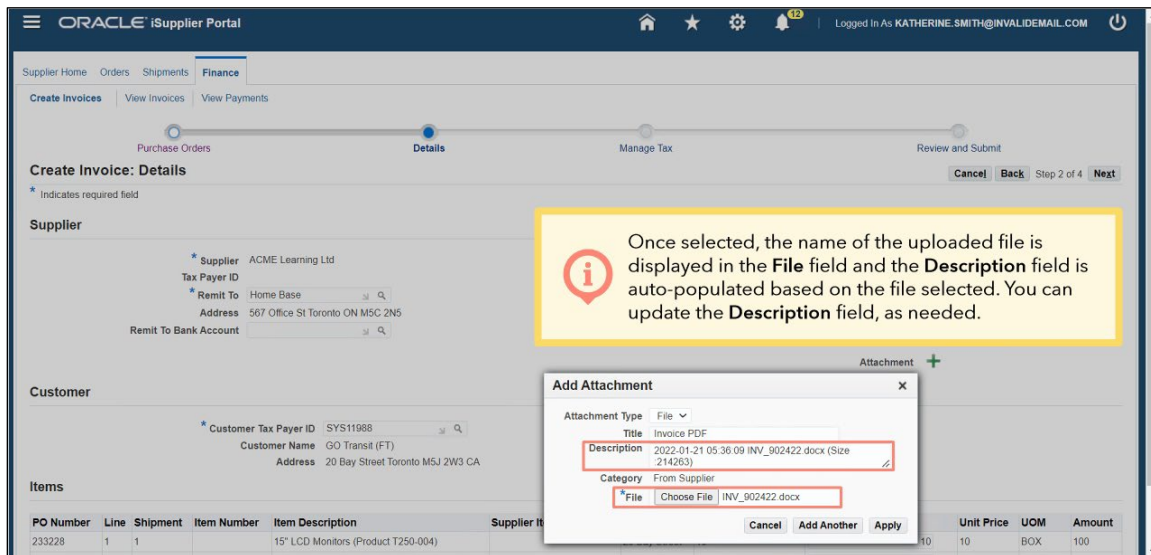 ORACLE iSupplier Portal
12
Logged In As KATHERINE.SMITH@INVALIDEMAIL.COM
Supplier Home Orders Shipments Finance
Create Invoices View Invoices View Payments
Purchase Orders Details Manage Tax Review and Submit
Create Invoice: Details
Cancel Back Step 2 of 4 Next
* Indicates required field
Supplier
* Supplier ACME Learning Ltd
Tax Payer ID
* Remit To Home Base
Address 567 Office St Toronto ON M5C 2N5
Remit To Bank Account
Once selected, the name of the uploaded file is
displayed in the File field and the Description field is
auto-populated based on the file selected. You can
update the Description field, as needed.
Attachment
Customer
* Customer Tax Payer ID SYS11988
Customer Name GO Transit (FT)
Address 20 Bay Street Toronto M5J 2W3 CA
Add Attachment
Attachment Type File
Title Invoice PDF
Description 2022-01-21 05:36:09 INV_902422.docx (Size
:214263)
Category From Supplier
*File Choose File INV_902422.docx
Cancel Add Another Apply
Items
PO Number Line Shipment Item Number Item Description Unit Price UOM Amount
233228 1 1 15" LCD Monitors (Product T250-004) 10 10 BOX 100